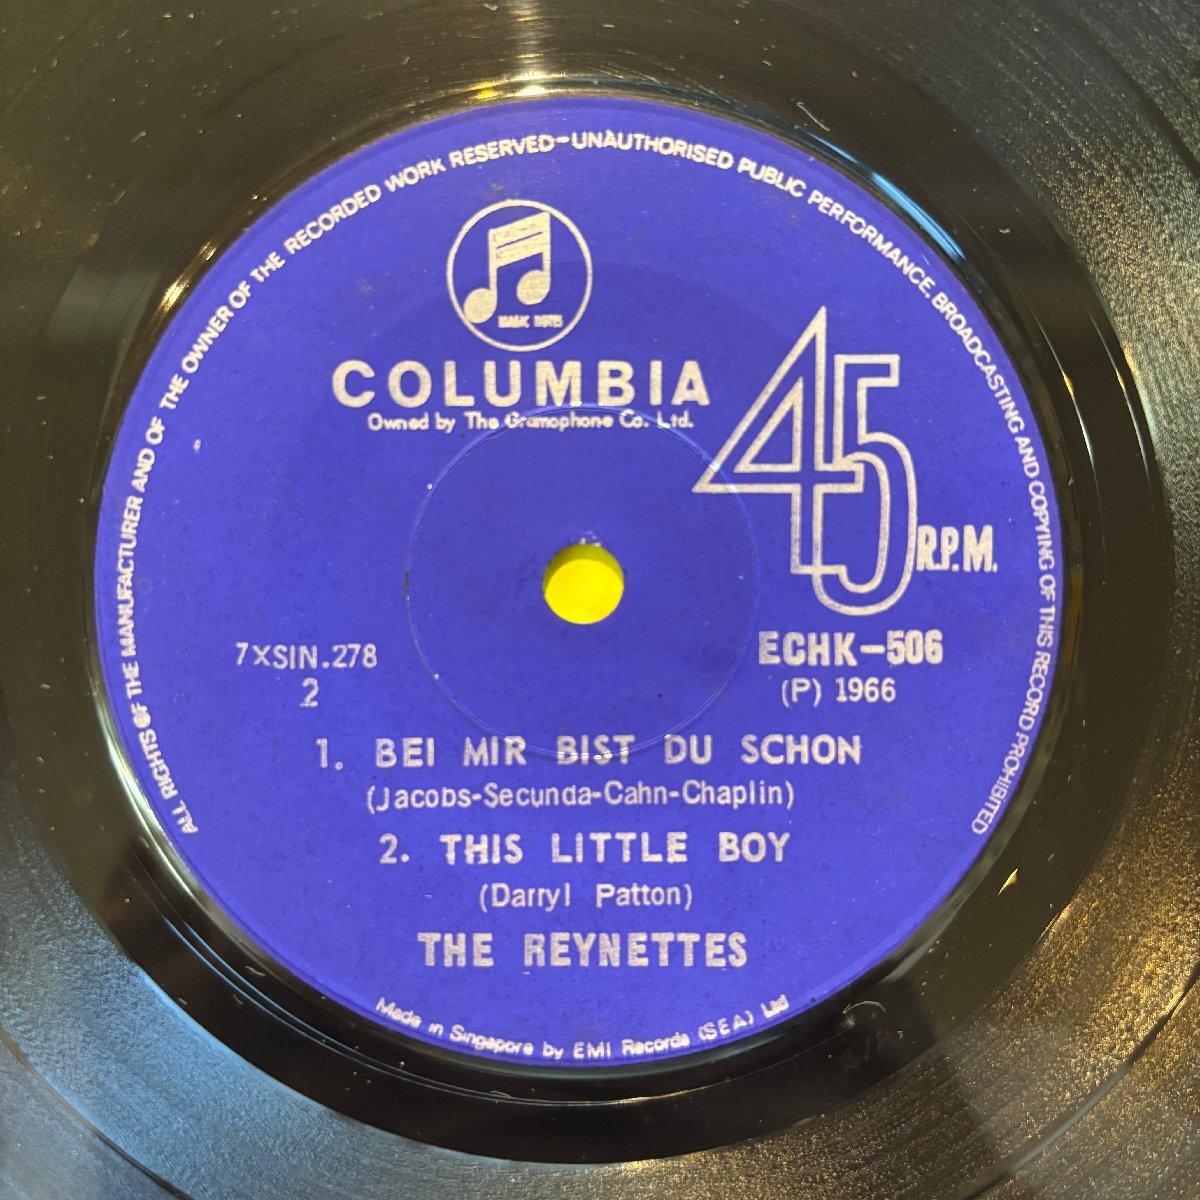 ALL RIGHTS OF THE MANUFACTURER AND OF THE OWNER OF THE RECORDED WORK RESERVED—UNAUTHORISED PUBLIC PERFORMANCE, BROADCASTING AND COPYING OF THIS RECORD PROHIBITED
MAGIC NOTES
COLUMBIA
Owned by The Gramophone Co. Ltd.
45
R.P.M.
7XSIN.278
2
ECHK-506
(P) 1966
1. BEI MIR BIST DU SCHON
(Jacobs-Secunda-Cahn-Chaplin)
2. THIS LITTLE BOY
(Darryl Patton)
THE REYNETTES
Made in Singapore by EMI Records (SEA) Ltd